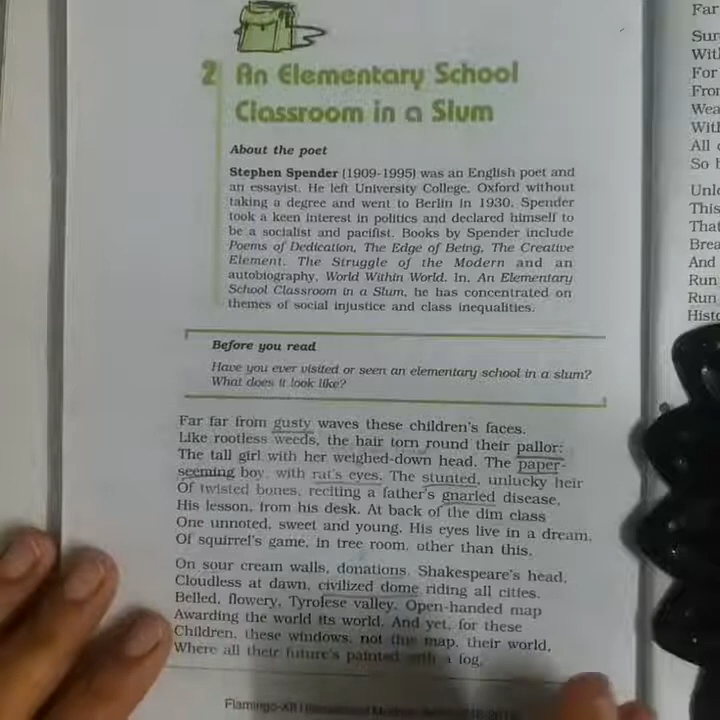 2 An Elementary School
Classroom in a Slum
About the poet
Stephen Spender (1909-1995) was an English poet and
an essayist. He left University College, Oxford without
taking a degree and went to Berlin in 1930. Spender
took a keen interest in politics and declared himself to
be a socialist and pacifist. Books by Spender include
Poems of Dedication, The Edge of Being, The Creative
Element, The Struggle of the Modern and an
autobiography, World Within World. In, An Elementary
School Classroom in a Slum, he has concentrated on
themes of social injustice and class inequalities.
Before you read
Have you ever visited or seen an elementary school in a slum?
What does it look like?
Far far from gusty waves these children's faces.
Like rootless weeds, the hair torn round their pallor:
The tall girl with her weighed-down head. The paper-
seeming boy, with rat's eyes. The stunted, unlucky heir
Of twisted bones, reciting a father's gnarled disease,
His lesson, from his desk. At back of the dim class
One unnoted, sweet and young. His eyes live in a dream,
Of squirrel's game, in tree room, other than this.
On sour cream walls, donations. Shakespeare's head,
Cloudless at dawn, civilized dome riding all cities.
Belled, flowery, Tyrolese valley. Open-handed map
Awarding the world its world. And yet, for these
Children, these windows, not this map, their world,
Where all their future's painted with a fog,
Flamingo-XII
Far
Sur
With
For
From
Wea
With
All
So
Unl
This
That
Brea
And
Run
Run
Histo